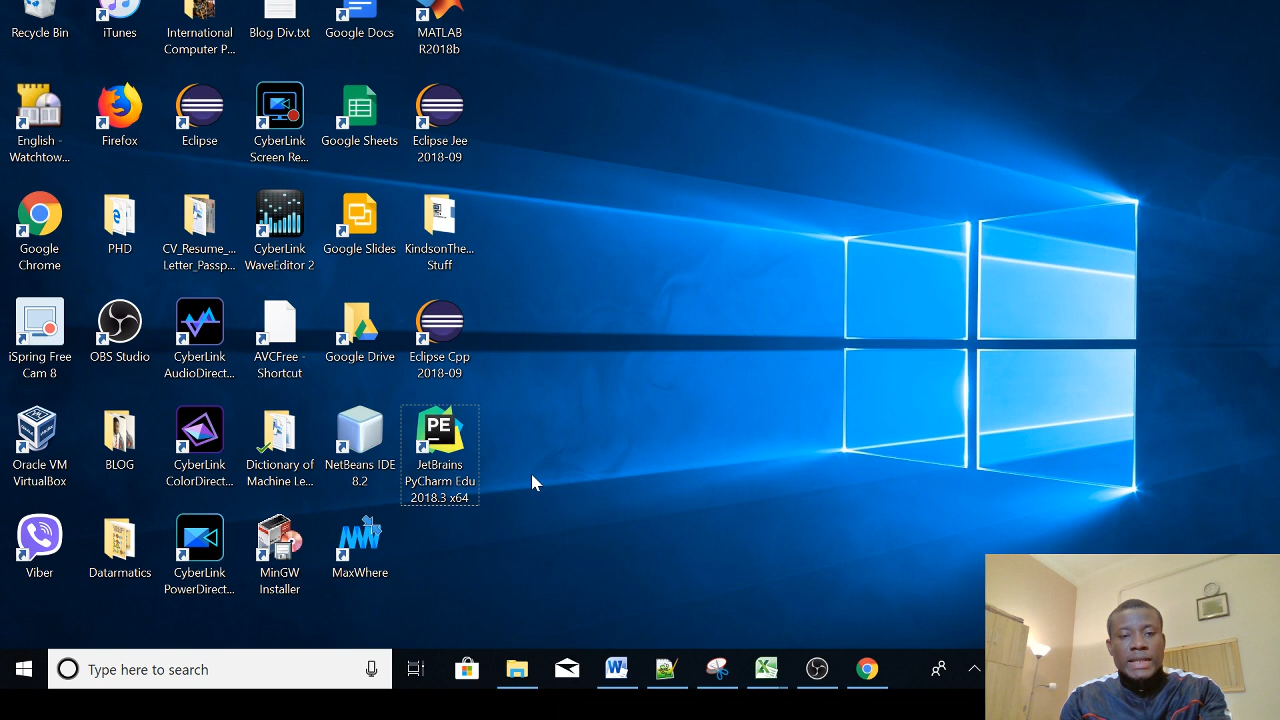 Recycle Bin
iTunes
International
Computer P...
Blog Div.txt
Google Docs
MATLAB
R2018b
English -
Watchtow...
Firefox
Eclipse
CyberLink
Screen Re...
Google Sheets
Eclipse Jee
2018-09
Google
Chrome
PHD
CV_Resume_...
Letter_Passp...
CyberLink
WaveEditor 2
Google Slides
KindsonThe...
Stuff
iSpring Free
Cam 8
OBS Studio
CyberLink
AudioDirect...
AVCFree -
Shortcut
Google Drive
Eclipse Cpp
2018-09
Oracle VM
VirtualBox
BLOG
CyberLink
ColorDirect...
Dictionary of
Machine Le...
NetBeans IDE
8.2
PE
JetBrains
PyCharm Edu
2018.3 x64
Viber
Datarmatics
CyberLink
PowerDirect...
MinGW
Installer
MaxWhere
Type here to search